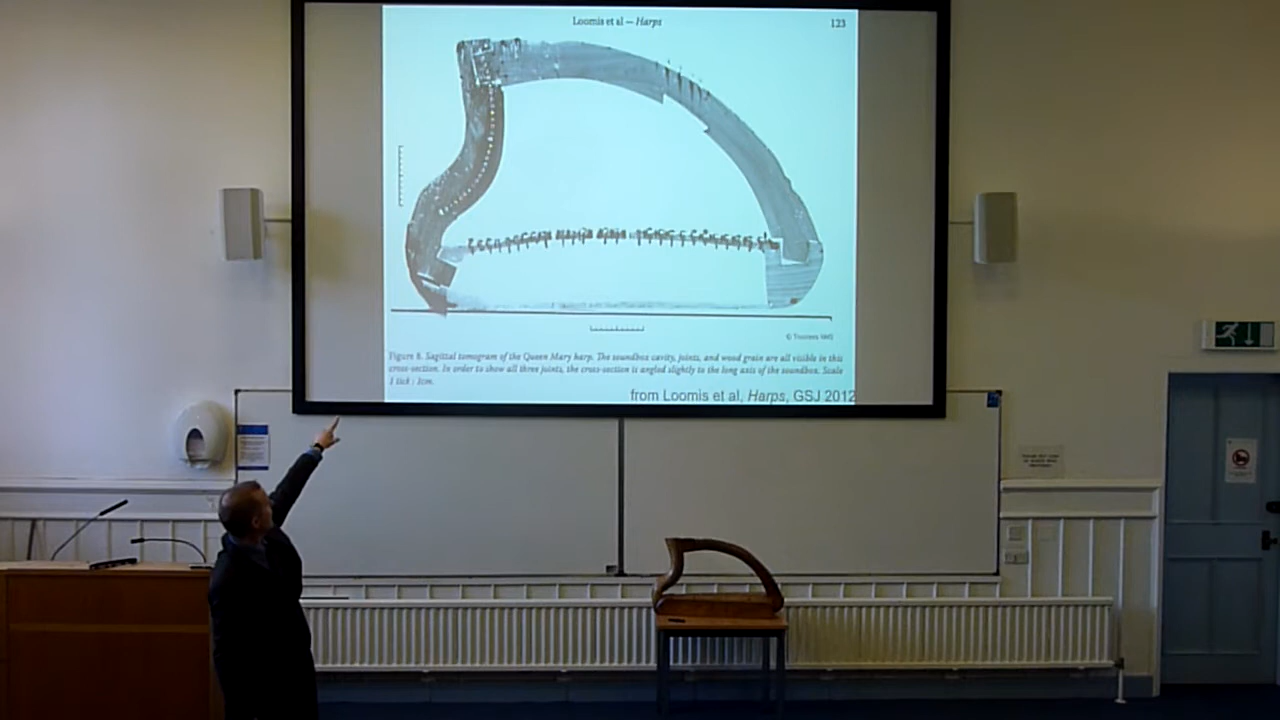 Loomis et al — Harps 123
Figure 8. Sagittal tomogram of the Queen Mary harp. The soundbox cavity, joints, and wood grain are all visible in this
cross-section. In order to show all three joints, the cross-section is angled slightly to the long axis of the soundbox. Scale
1 tick : 1cm.
from Loomis et al, Harps, GSJ 2012